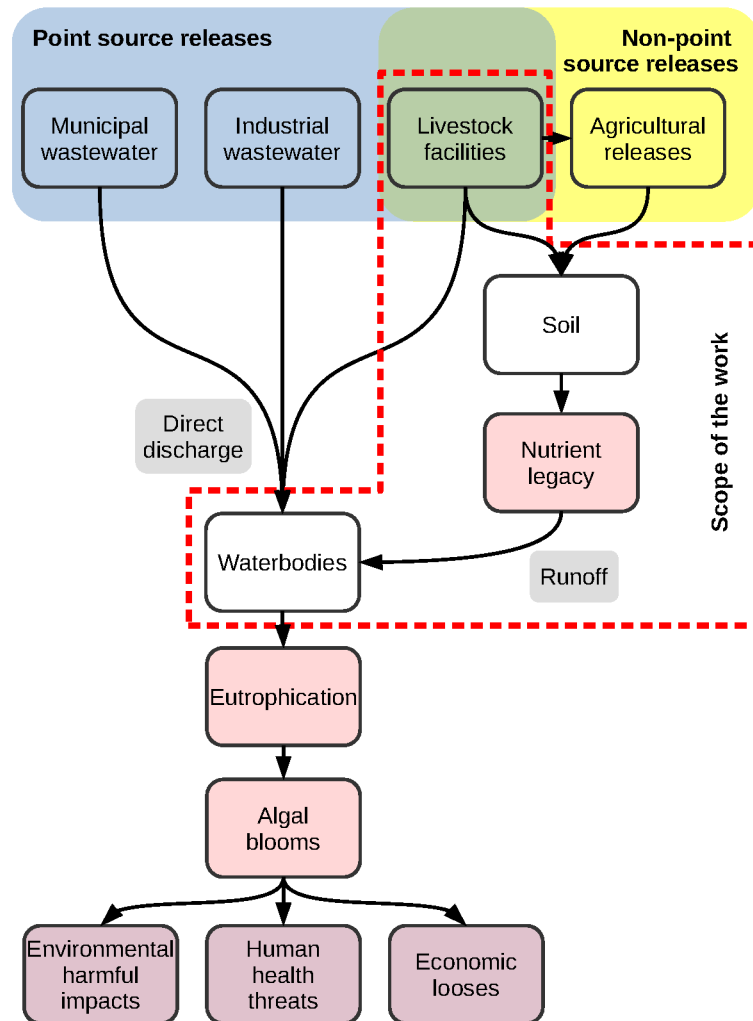 Point source releases
Non-point
source releases
Municipal
wastewater
Industrial
wastewater
Livestock
facilities
Agricultural
releases
Soil
Scope of the work
Direct
discharge
Nutrient
legacy
Waterbodies
Runoff
Eutrophication
Algal
blooms
Environmental
harmful
impacts
Human
health
threats
Economic
looses